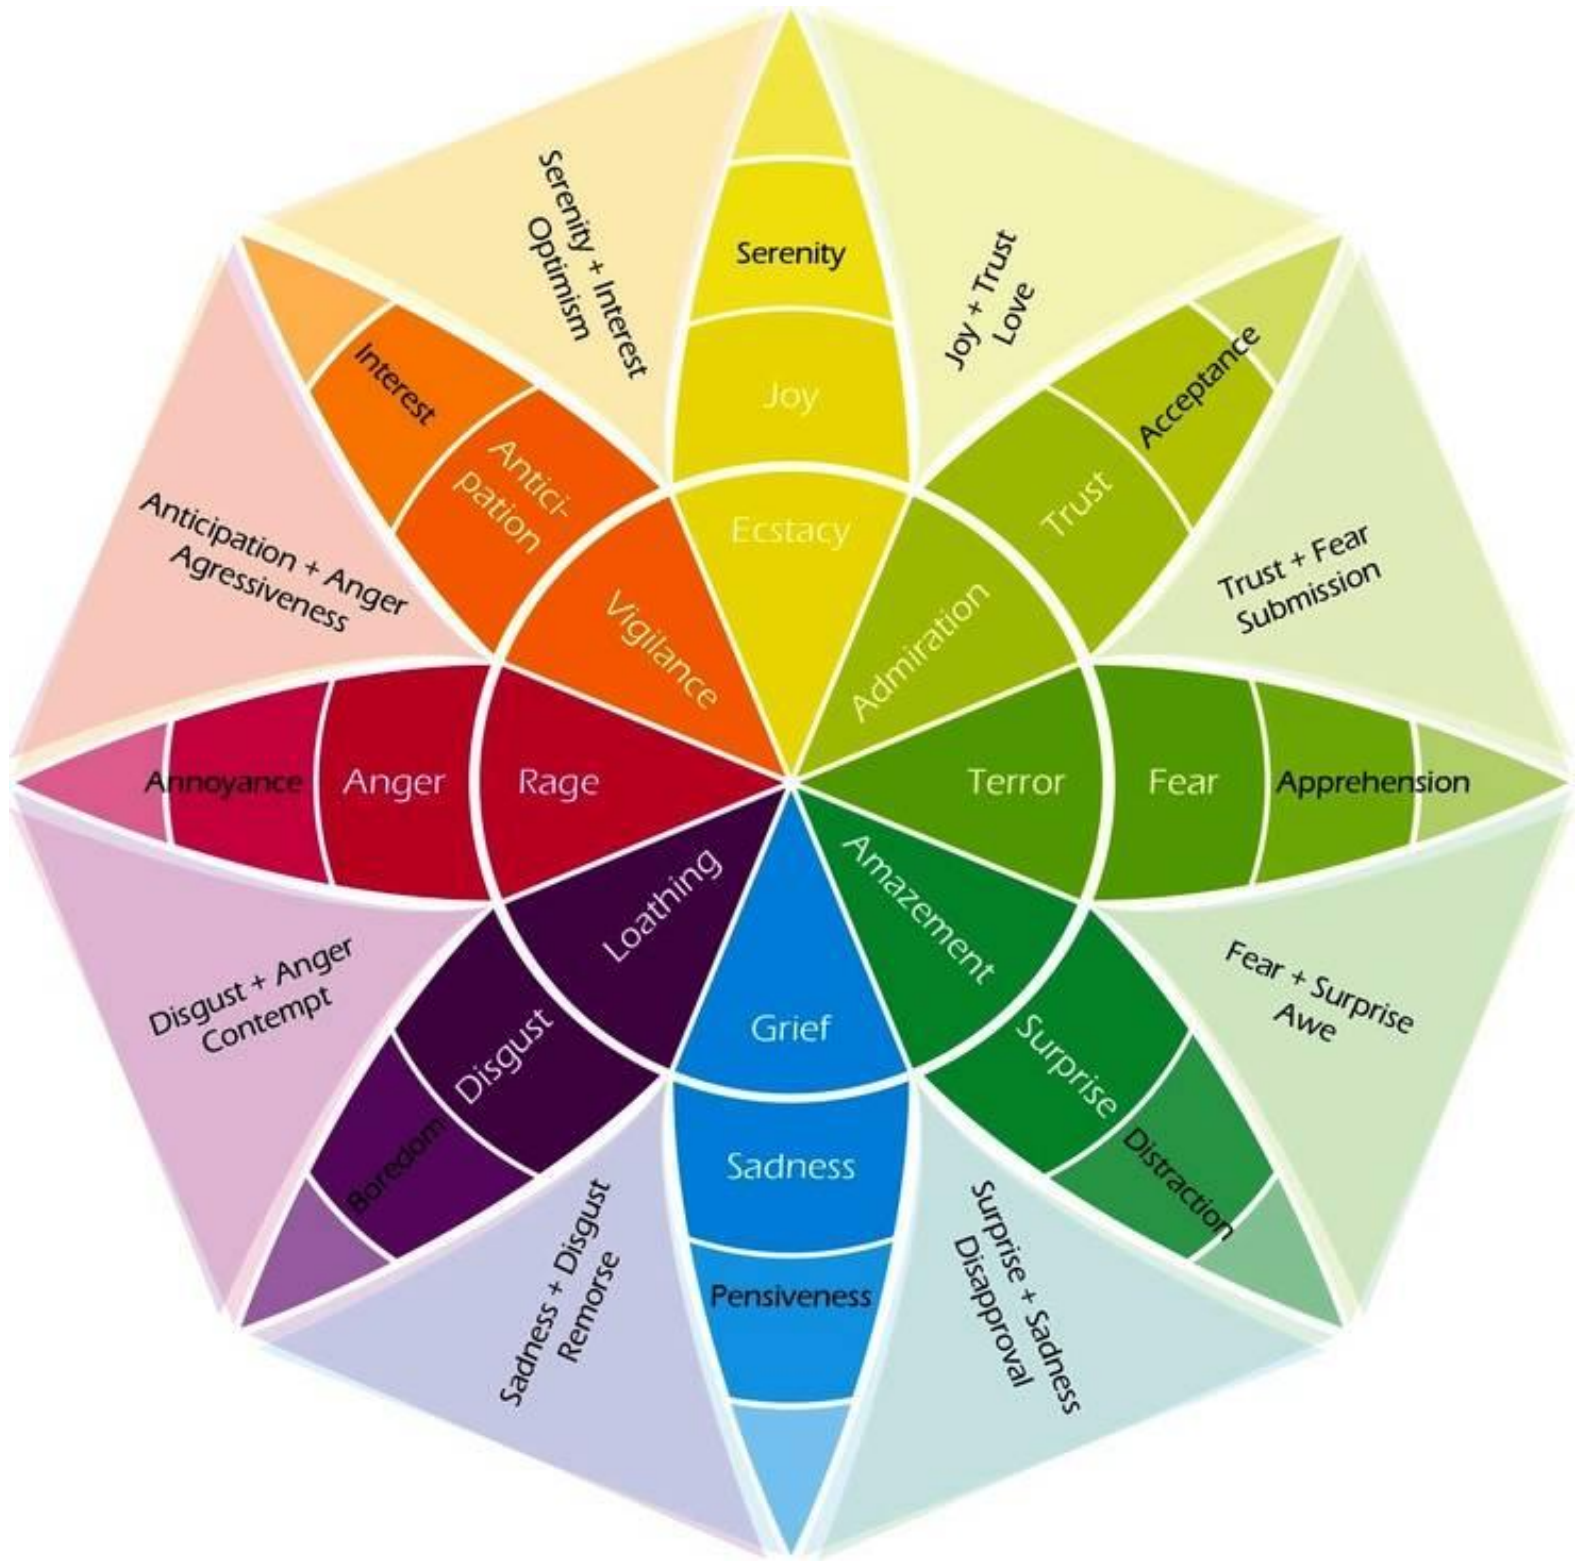 Serenity + Interest
Optimism
Serenity
Joy
Ecstacy
Joy + Trust
Love
Acceptance
Trust
Admiration
Trust + Fear
Submission
Terror
Fear
Apprehension
Fear + Surprise
Awe
Amazement
Surprise
Distraction
Surprise + Sadness
Disapproval
Grief
Sadness
Pensiveness
Sadness + Disgust
Remorse
Loathing
Disgust
Boredom
Disgust + Anger
Contempt
Annoyance
Anger
Rage
Anticipation + Anger
Agressiveness
Interest
Antici-
pation
Vigilance